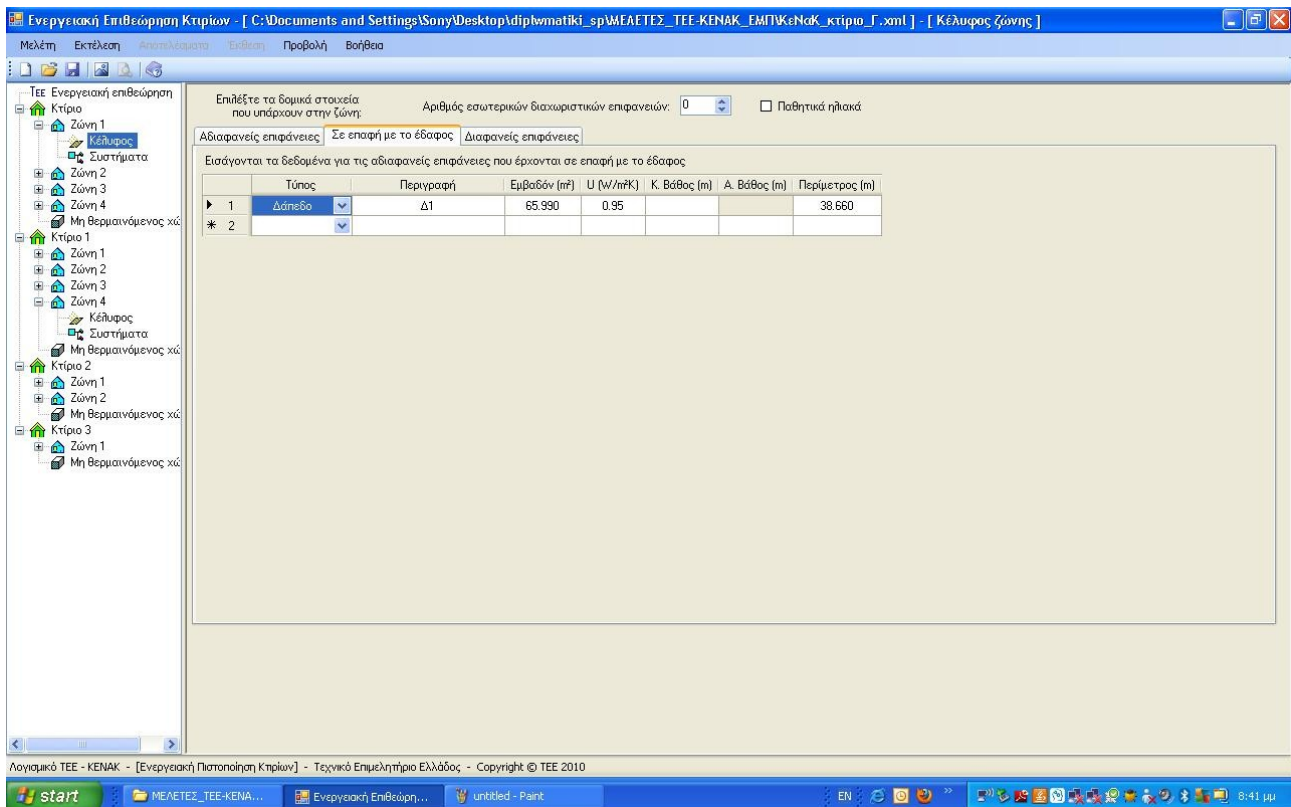 Ενεργειακή Επιθεώρηση Κτιρίων - [ C:\Documents and Settings\Sony\Desktop\diplwmatiki_sp\ΜΕΛΕΤΕΣ_ΤΕΕ-ΚΕΝΑΚ_ΕΜΠ\ΚεΝαΚ_κτίριο_Γ.xml ] - [ Κέλυφος ζώνης ]
Μελέτη Εκτέλεση Αποτελέσματα Έκθεση Προβολή Βοήθεια
ΤΕΕ Ενεργειακή επιθεώρηση
Κτίριο
Ζώνη 1
Κέλυφος
Συστήματα
Ζώνη 2
Ζώνη 3
Ζώνη 4
Μη θερμαινόμενος χώ
Κτίριο 1
Ζώνη 1
Ζώνη 2
Ζώνη 3
Ζώνη 4
Κέλυφος
Συστήματα
Μη θερμαινόμενος χώ
Κτίριο 2
Ζώνη 1
Ζώνη 2
Μη θερμαινόμενος χώ
Κτίριο 3
Ζώνη 1
Μη θερμαινόμενος χώ
Επιλέξτε τα δομικά στοιχεία
που υπάρχουν στην ζώνη:
Αριθμός εσωτερικών διαχωριστικών επιφανειών: 0
Παθητικά ηλιακά
Αδιαφανείς επιφάνειες Σε επαφή με το έδαφος Διαφανείς επιφάνειες
Εισάγονται τα δεδομένα για τις αδιαφανείς επιφάνειες που έρχονται σε επαφή με το έδαφος
Τύπος Περιγραφή Εμβαδόν (m²) U (W/m²K) Κ. Βάθος (m) Α. Βάθος (m) Περίμετρος (m)
1 Δάπεδο Δ1 65.990 0.95 38.660
* 2
Λογισμικό ΤΕΕ - ΚΕΝΑΚ - [Ενεργειακή Πιστοποίηση Κτιρίων] - Τεχνικό Επιμελητήριο Ελλάδος - Copyright © ΤΕΕ 2010
start ΜΕΛΕΤΕΣ_ΤΕΕ-ΚΕΝΑ... Ενεργειακή Επιθεώρη... untitled - Paint EN 8:41 μμ